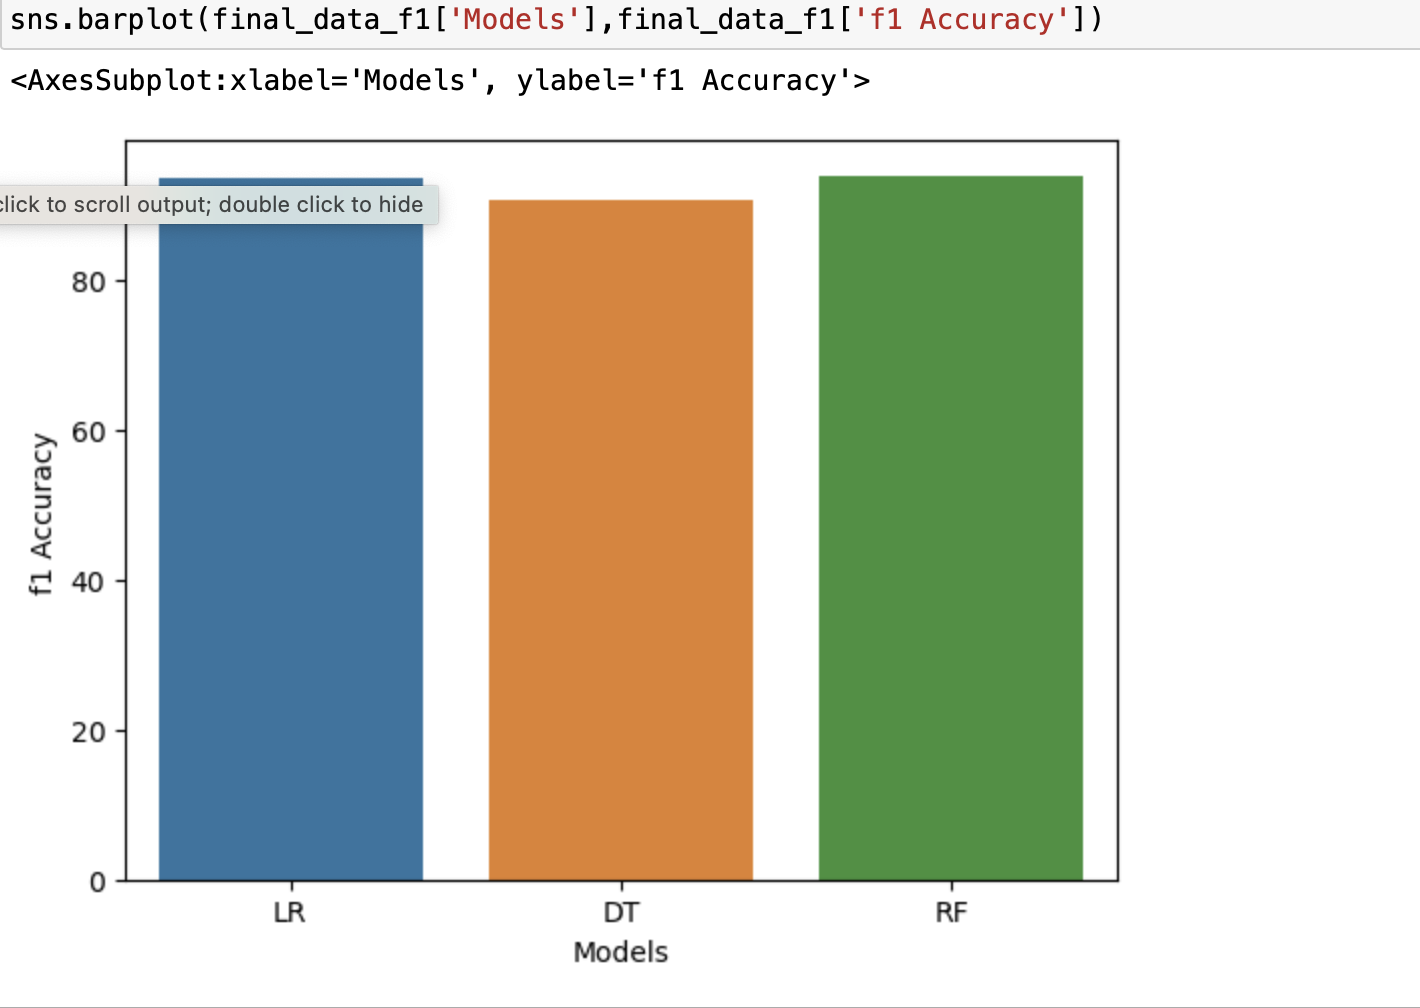 sns.barplot(final_data_f1['Models'],final_data_f1['f1 Accuracy'])
<AxesSubplot:xlabel='Models', ylabel='f1 Accuracy'>
click to scroll output; double click to hide
80
60
40
20
0
f1 Accuracy
LR DT RF
Models